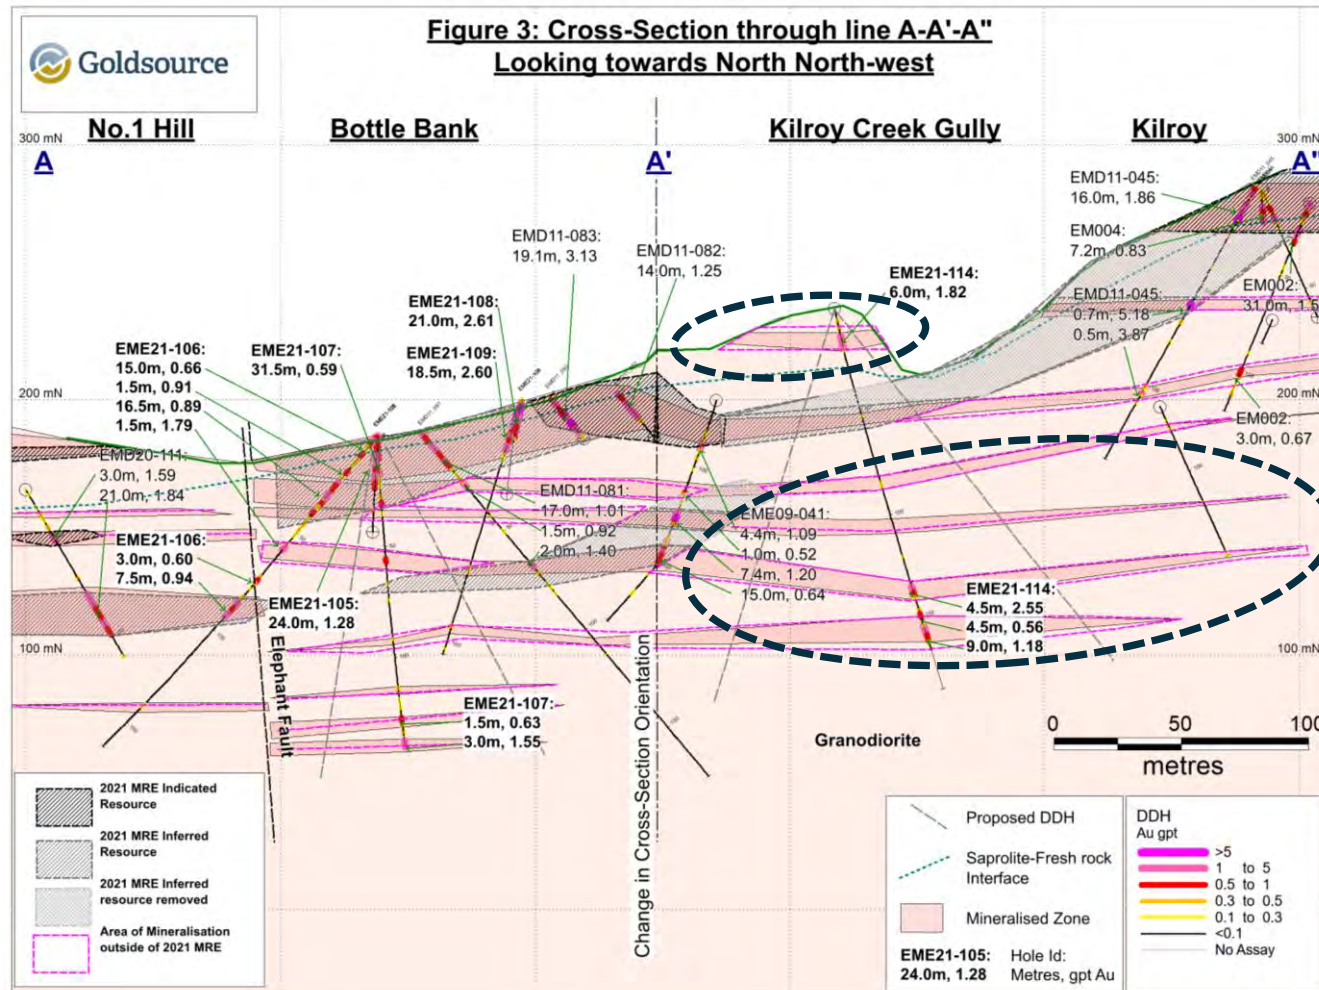 Figure 3: Cross-Section through line A-A'-A"
Looking towards North North-west
Goldsource
No.1 Hill
Bottle Bank
Kilroy Creek Gully
Kilroy
300 mN
300 mN
A
A'
A"
EMD11-045:
16.0m, 1.86
EM004:
7.2m, 0.83
EMD11-083:
19.1m, 3.13
EMD11-082:
14.0m, 1.25
EME21-114:
6.0m, 1.82
EMD11-045:
0.7m, 5.18
0.5m, 3.87
EM002:
31.0m, 1.5
EME21-108:
21.0m, 2.61
EME21-109:
18.5m, 2.60
EME21-106:
15.0m, 0.66
1.5m, 0.91
16.5m, 0.89
1.5m, 1.79
EME21-107:
31.5m, 0.59
EME21-108
200 mN
200 mN
EM002:
3.0m, 0.67
EME21-106
EMD20-111:
3.0m, 1.59
21.0m, 1.84
EMD11-081:
17.0m, 1.01
1.5m, 0.92
2.0m, 1.40
EME09-041:
4.4m, 1.09
1.0m, 0.52
7.4m, 1.20
15.0m, 0.64
EME21-106:
3.0m, 0.60
7.5m, 0.94
EME21-105:
24.0m, 1.28
EME21-114:
4.5m, 2.55
4.5m, 0.56
9.0m, 1.18
100 mN
100 mN
Elephant Fault
Change in Cross-Section Orientation
EME21-107:
1.5m, 0.63
3.0m, 1.55
Granodiorite
0 50 100
metres
2021 MRE Indicated
Resource
2021 MRE Inferred
Resource
2021 MRE Inferred
resource removed
Area of Mineralisation
outside of 2021 MRE
Proposed DDH
Saprolite-Fresh rock
Interface
Mineralised Zone
EME21-105: Hole Id:
24.0m, 1.28 Metres, gpt Au
DDH
Au gpt
>5
1 to 5
0.5 to 1
0.3 to 0.5
0.1 to 0.3
<0.1
No Assay